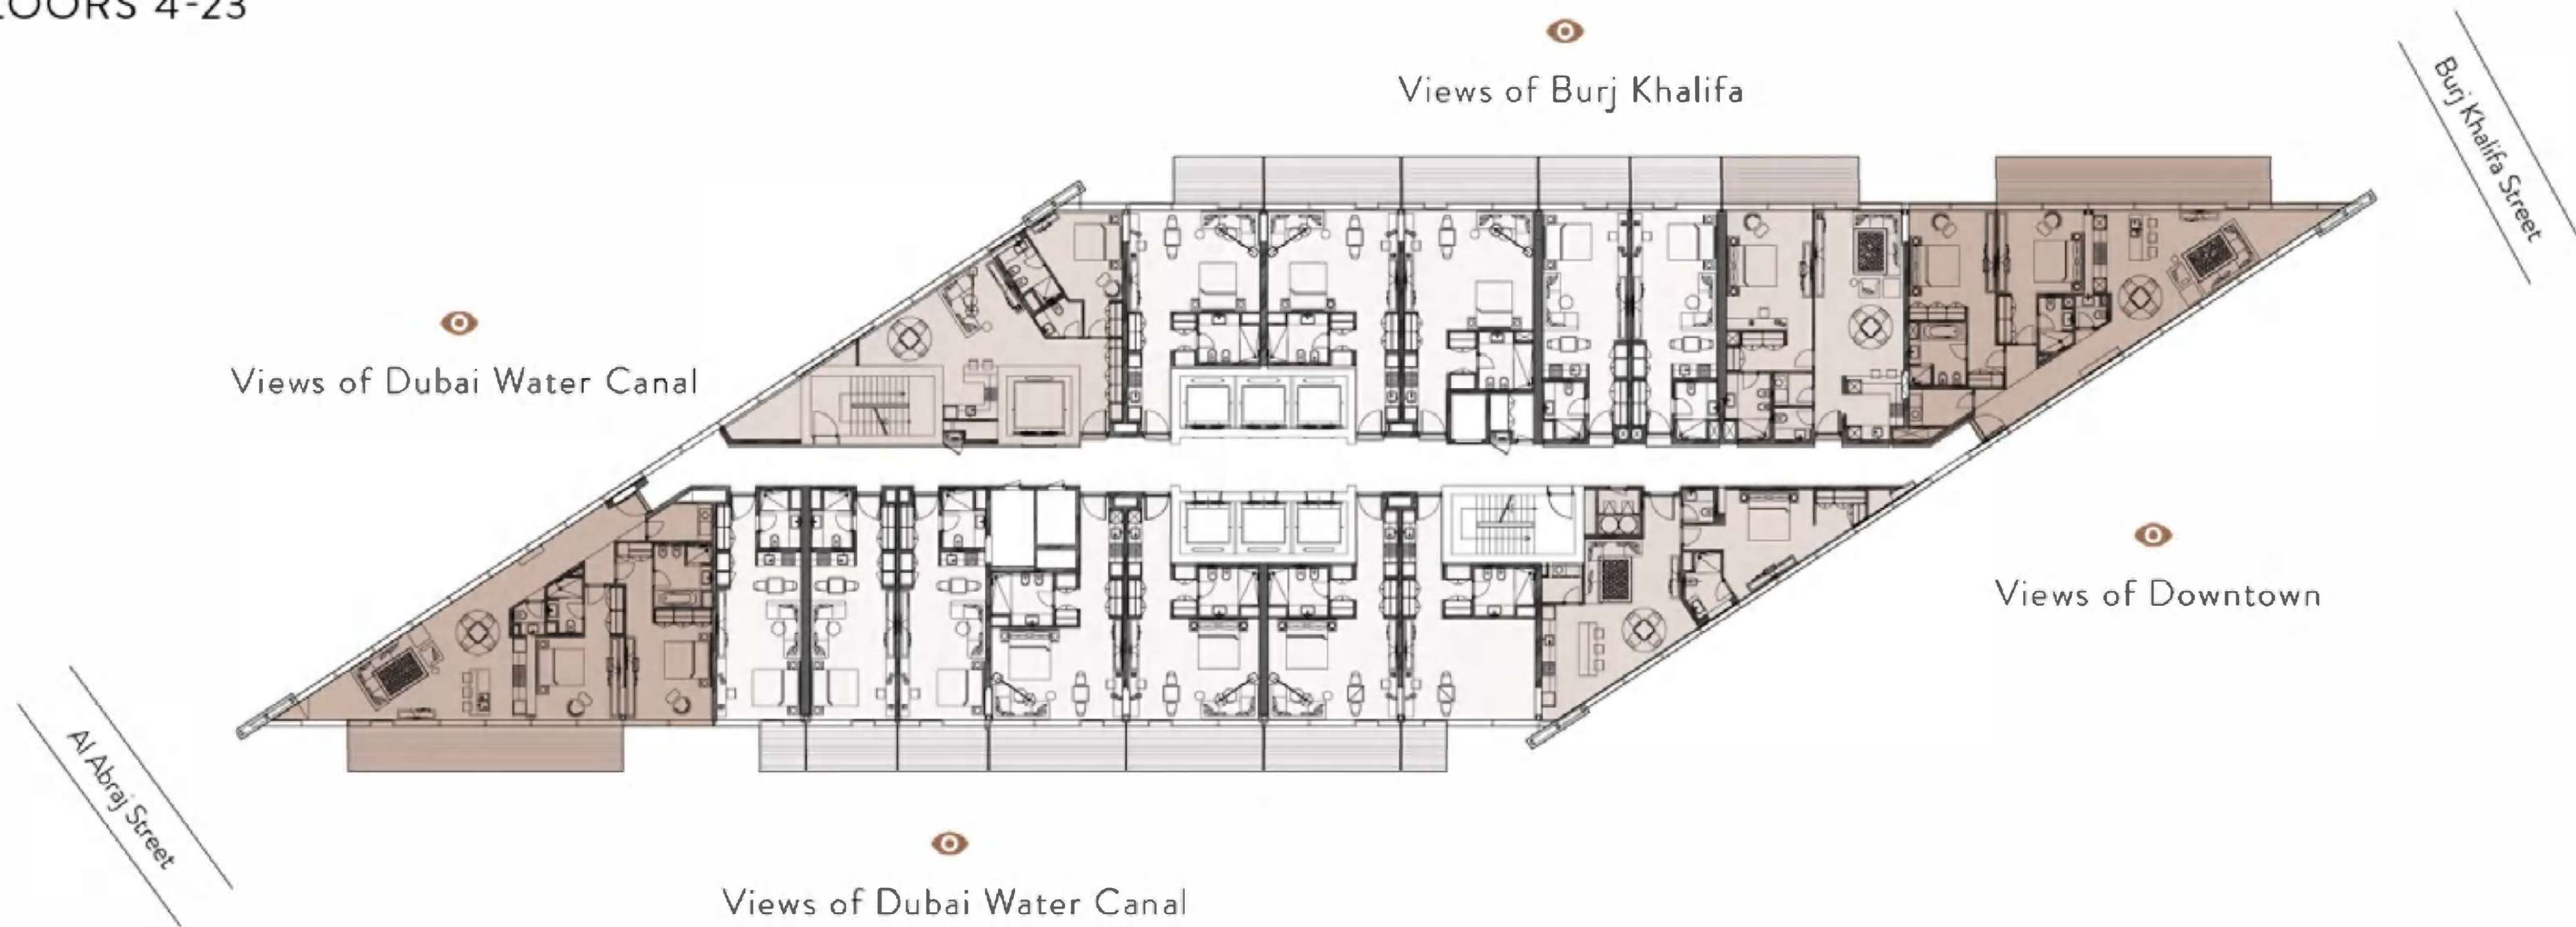 FLOORS 4-23
Views of Burj Khalifa
Burj Khalifa Street
Views of Dubai Water Canal
Views of Downtown
Al Abraj Street
Views of Dubai Water Canal